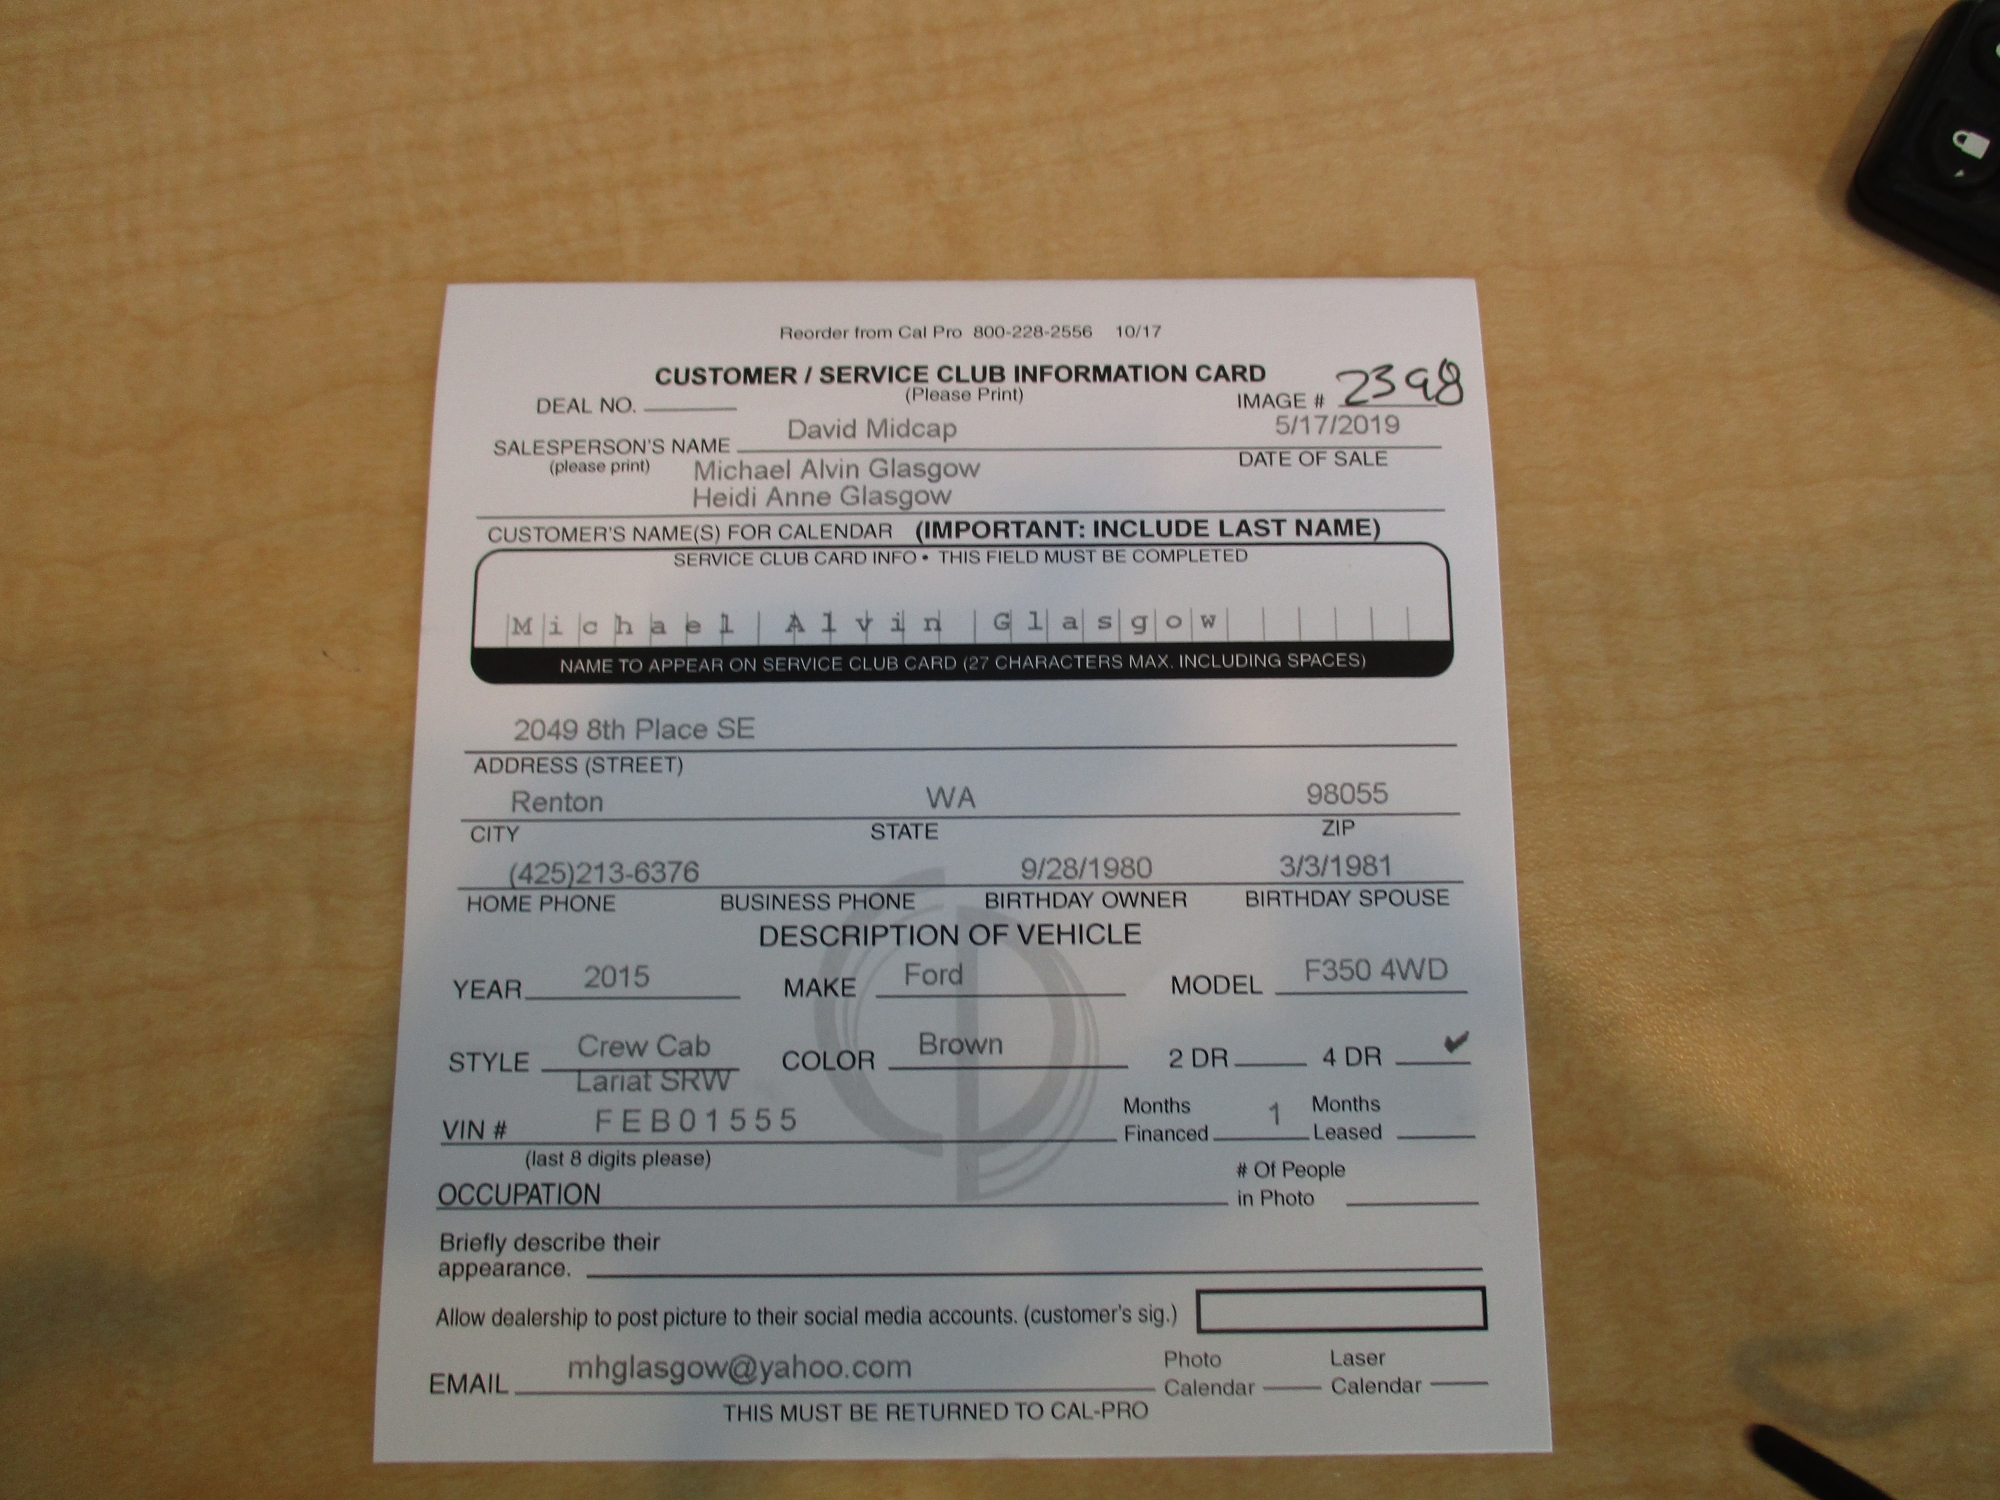 Reorder from Cal Pro 800-228-2556 10/17
CUSTOMER / SERVICE CLUB INFORMATION CARD
(Please Print)
DEAL NO. IMAGE # 2398
David Midcap 5/17/2019
SALESPERSON'S NAME DATE OF SALE
(please print) Michael Alvin Glasgow
Heidi Anne Glasgow
CUSTOMER'S NAME(S) FOR CALENDAR (IMPORTANT: INCLUDE LAST NAME)
SERVICE CLUB CARD INFO • THIS FIELD MUST BE COMPLETED
Michael Alvin Glasgow
NAME TO APPEAR ON SERVICE CLUB CARD (27 CHARACTERS MAX. INCLUDING SPACES)
2049 8th Place SE
ADDRESS (STREET)
Renton WA 98055
CITY STATE ZIP
(425)213-6376 9/28/1980 3/3/1981
HOME PHONE BUSINESS PHONE BIRTHDAY OWNER BIRTHDAY SPOUSE
DESCRIPTION OF VEHICLE
YEAR 2015 MAKE Ford MODEL F350 4WD
STYLE Crew Cab COLOR Brown 2 DR 4 DR ✔
Lariat SRW
VIN # FEB01555 Months Financed 1 Months Leased
(last 8 digits please)
OCCUPATION # Of People in Photo
Briefly describe their
appearance.
Allow dealership to post picture to their social media accounts. (customer's sig.)
EMAIL mhglasgow@yahoo.com Photo Calendar Laser Calendar
THIS MUST BE RETURNED TO CAL-PRO